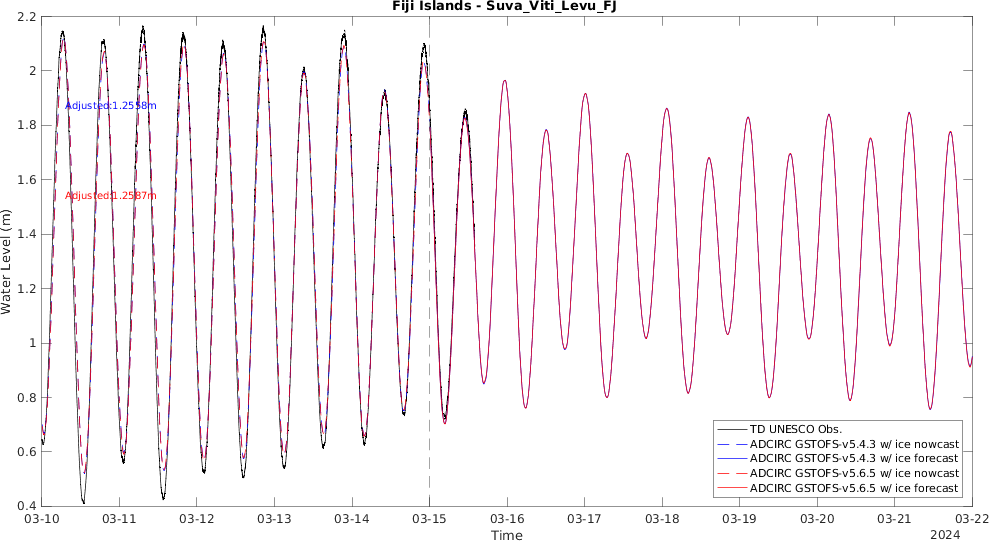 Fiji Islands - Suva_Viti_Levu_FJ
2.2
2
1.8
1.6
1.4
1.2
1
0.8
0.6
0.4
Water Level (m)
Adjusted:1.2558m
Adjusted:1.2587m
TD UNESCO Obs.
ADCIRC GSTOFS-v5.4.3 w/ ice nowcast
ADCIRC GSTOFS-v5.4.3 w/ ice forecast
ADCIRC GSTOFS-v5.6.5 w/ ice nowcast
ADCIRC GSTOFS-v5.6.5 w/ ice forecast
03-10 03-11 03-12 03-13 03-14 03-15 03-16 03-17 03-18 03-19 03-20 03-21 03-22
Time
2024